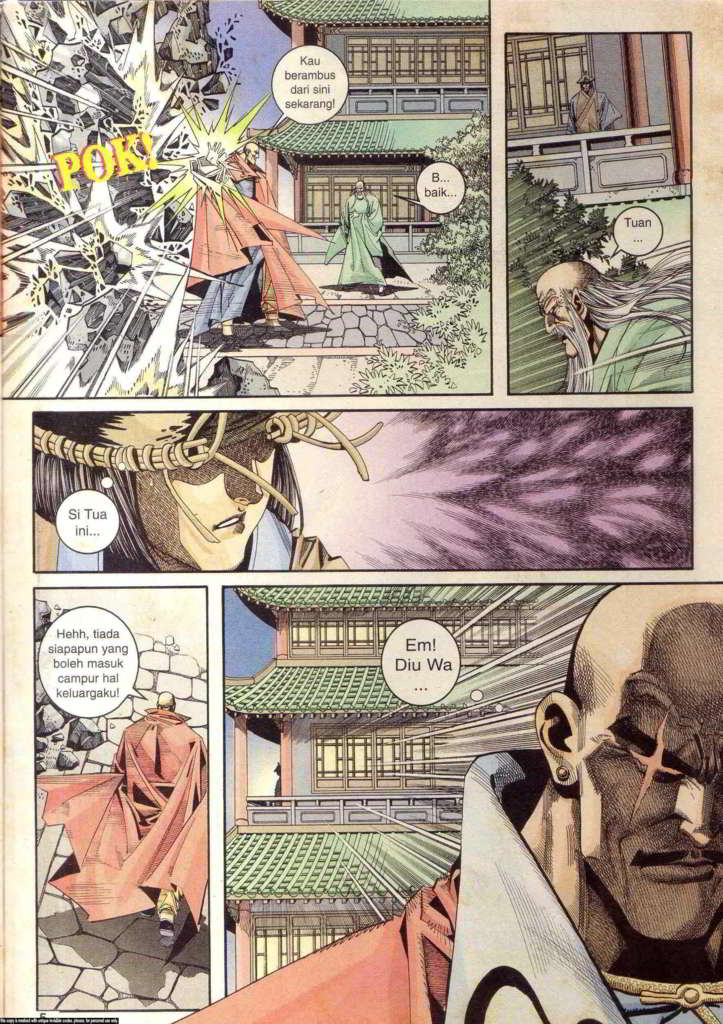 Kau
berambus
dari sini
sekarang!
POK!
B...
baik...
Tuan
...
Si Tua
ini...
Hehh, tiada
siapapun yang
boleh masuk
campur hal
keluargaku!
Em!
Diu Wa
...